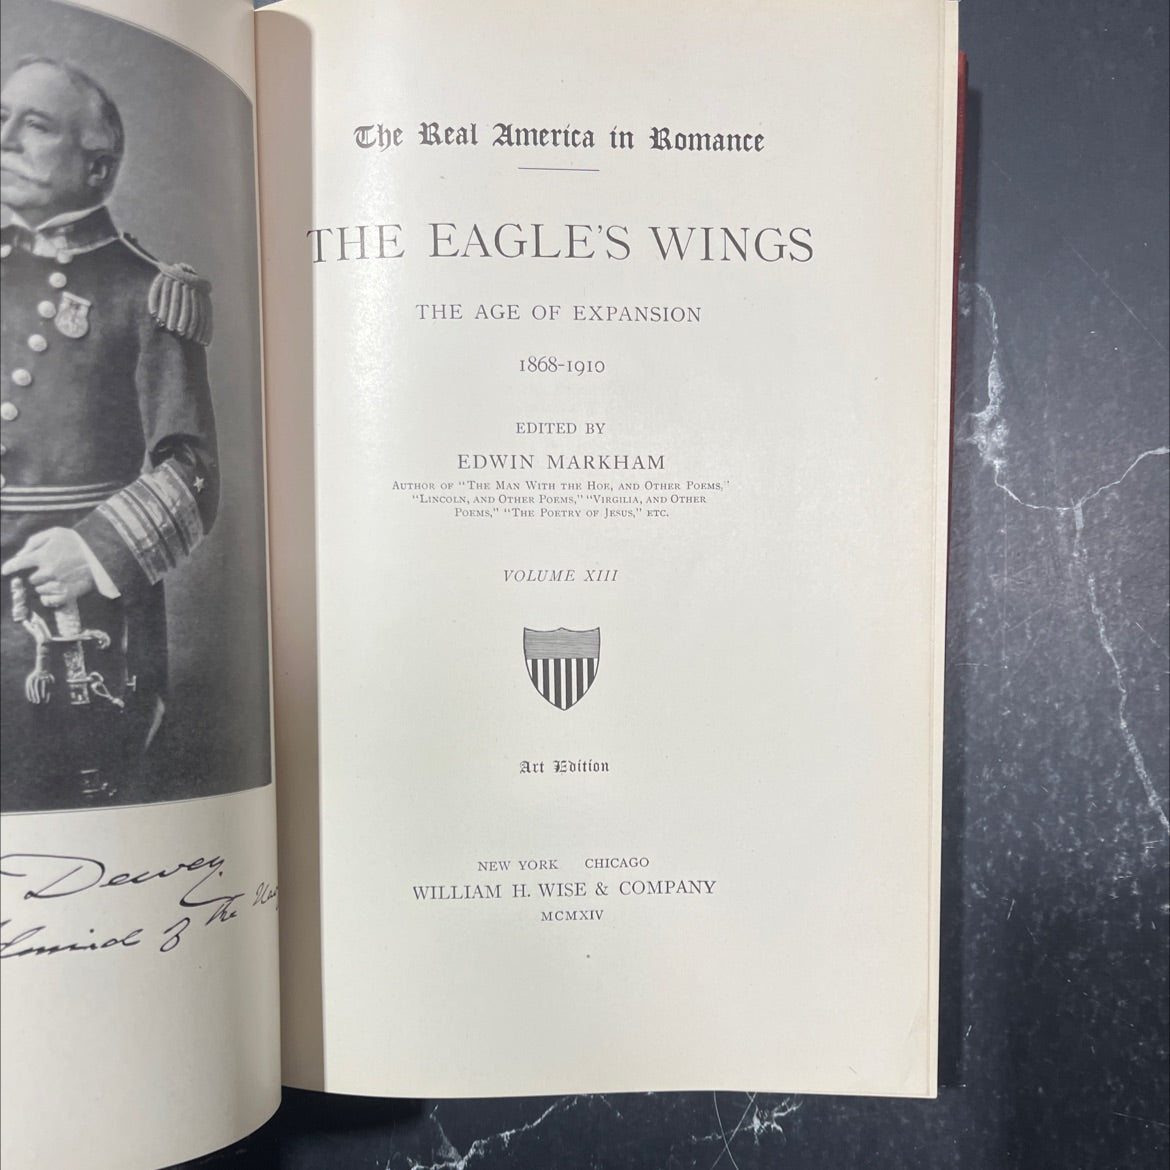 The Real America in Romance
THE EAGLE'S WINGS
THE AGE OF EXPANSION
1868-1910
EDITED BY
EDWIN MARKHAM
AUTHOR OF "THE MAN WITH THE HOE, AND OTHER POEMS,"
"LINCOLN, AND OTHER POEMS," "VIRGILIA, AND OTHER
POEMS," "THE POETRY OF JESUS," ETC.
VOLUME XIII
Art Edition
NEW YORK CHICAGO
WILLIAM H. WISE & COMPANY
MCMXIV
Dewey
of the